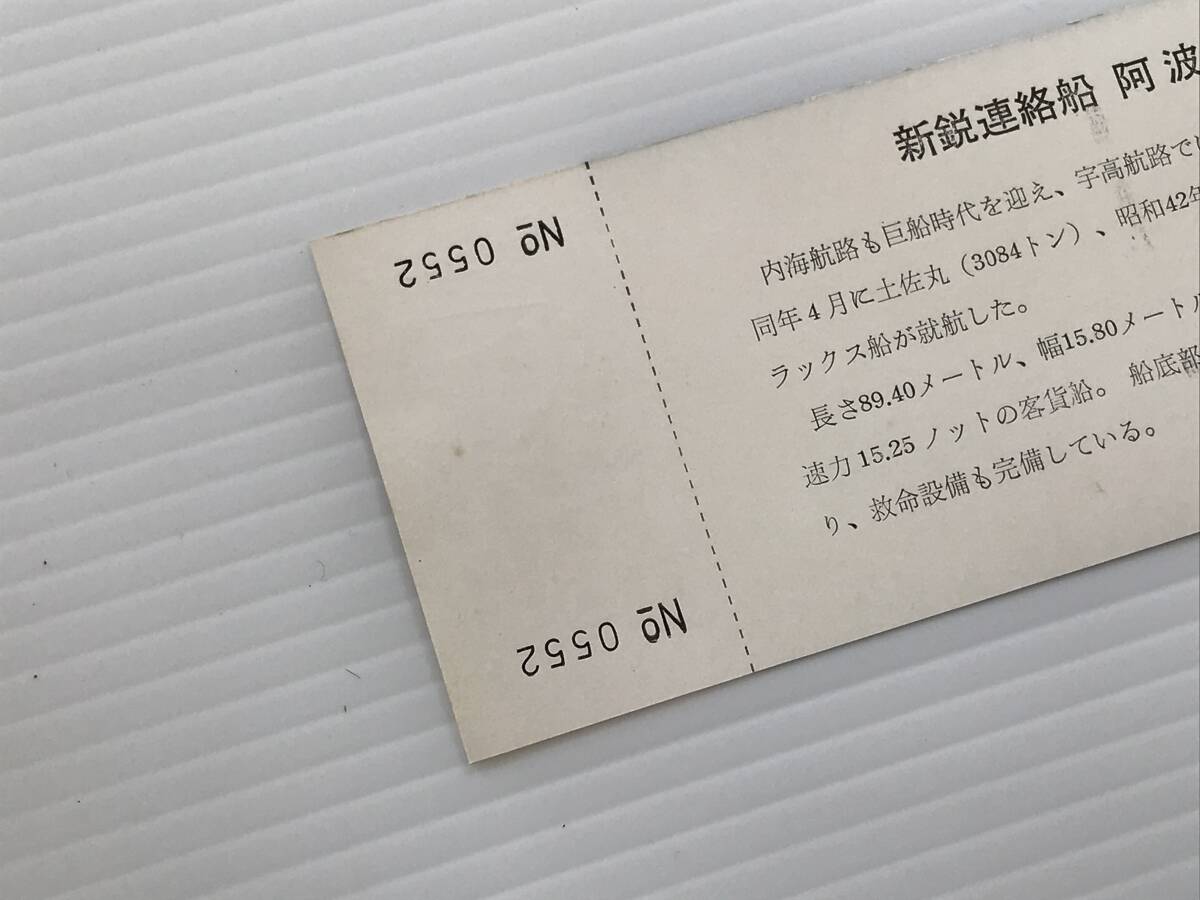 新鋭連絡船 阿波
内海航路も巨船時代を迎え、宇高航路では
同年4月に土佐丸（3084トン）、昭和42年
ラックス船が就航した。
長さ89.40メートル、幅15.80メートル
速力15.25ノットの客貨船。船底部
り、救命設備も完備している。
№ 0552
№ 0552